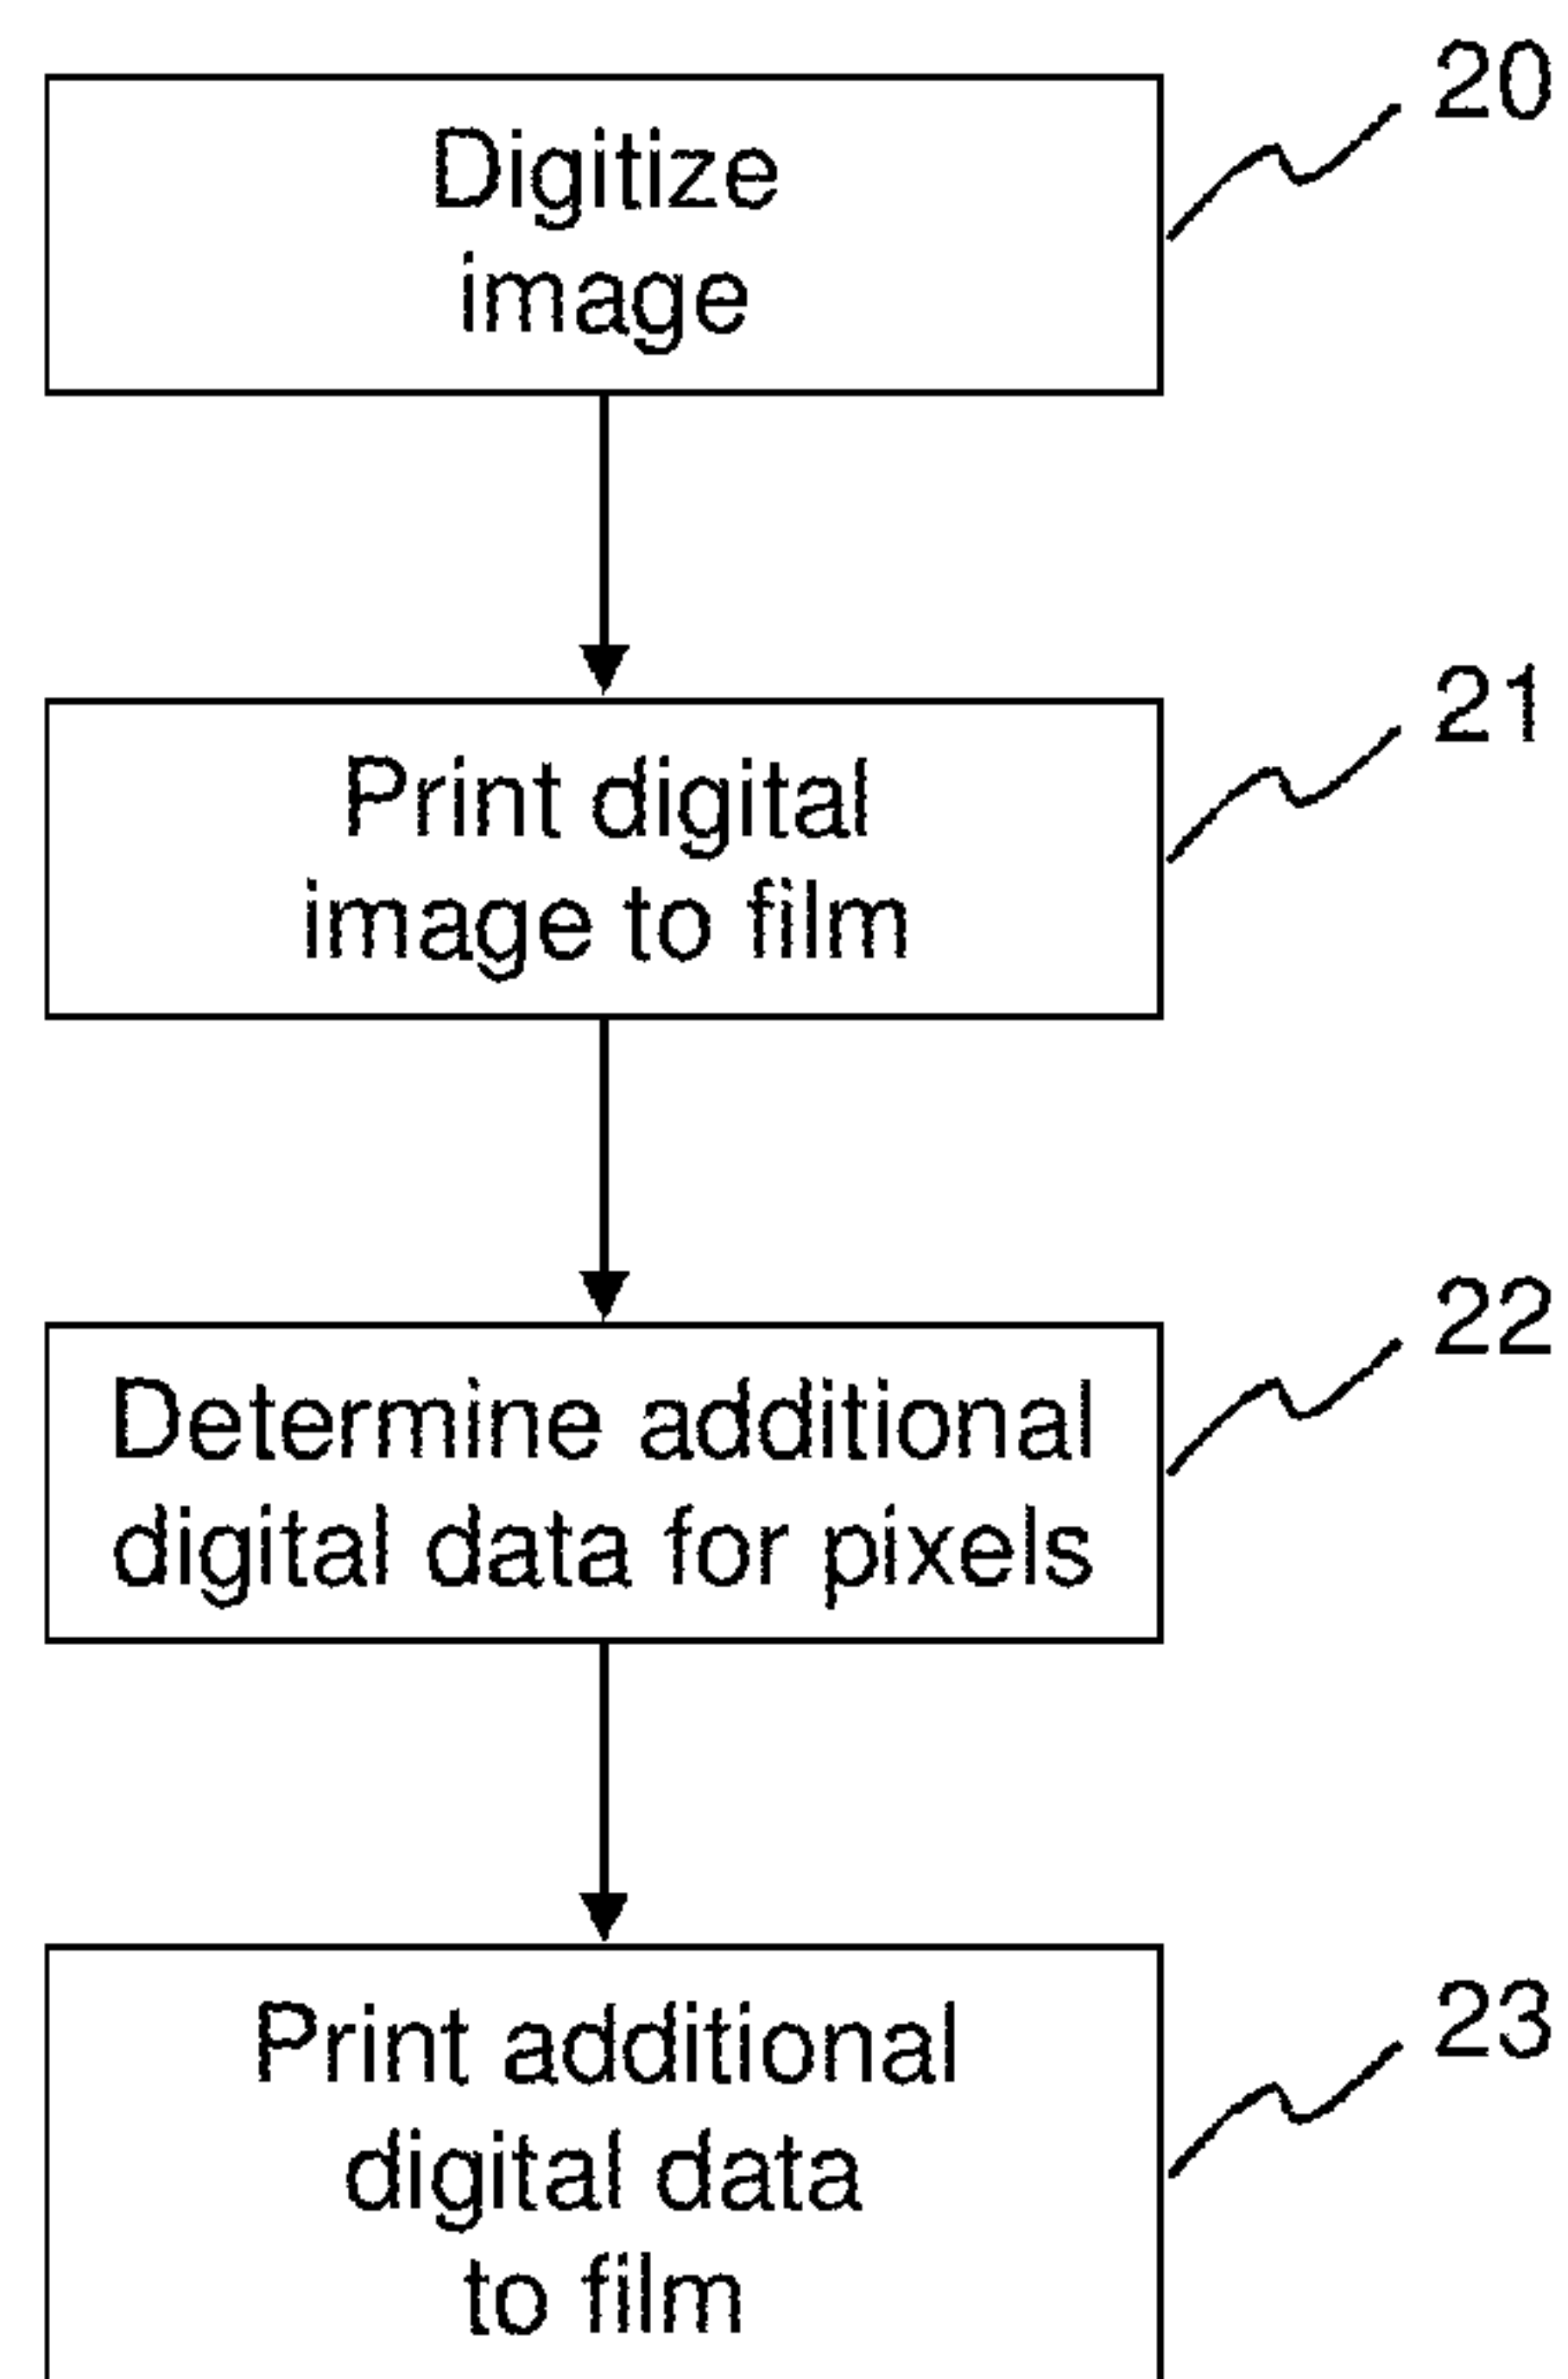 20
Digitize
image
21
Print digital
image to film
22
Determine additional
digital data for pixels
23
Print additional
digital data
to film